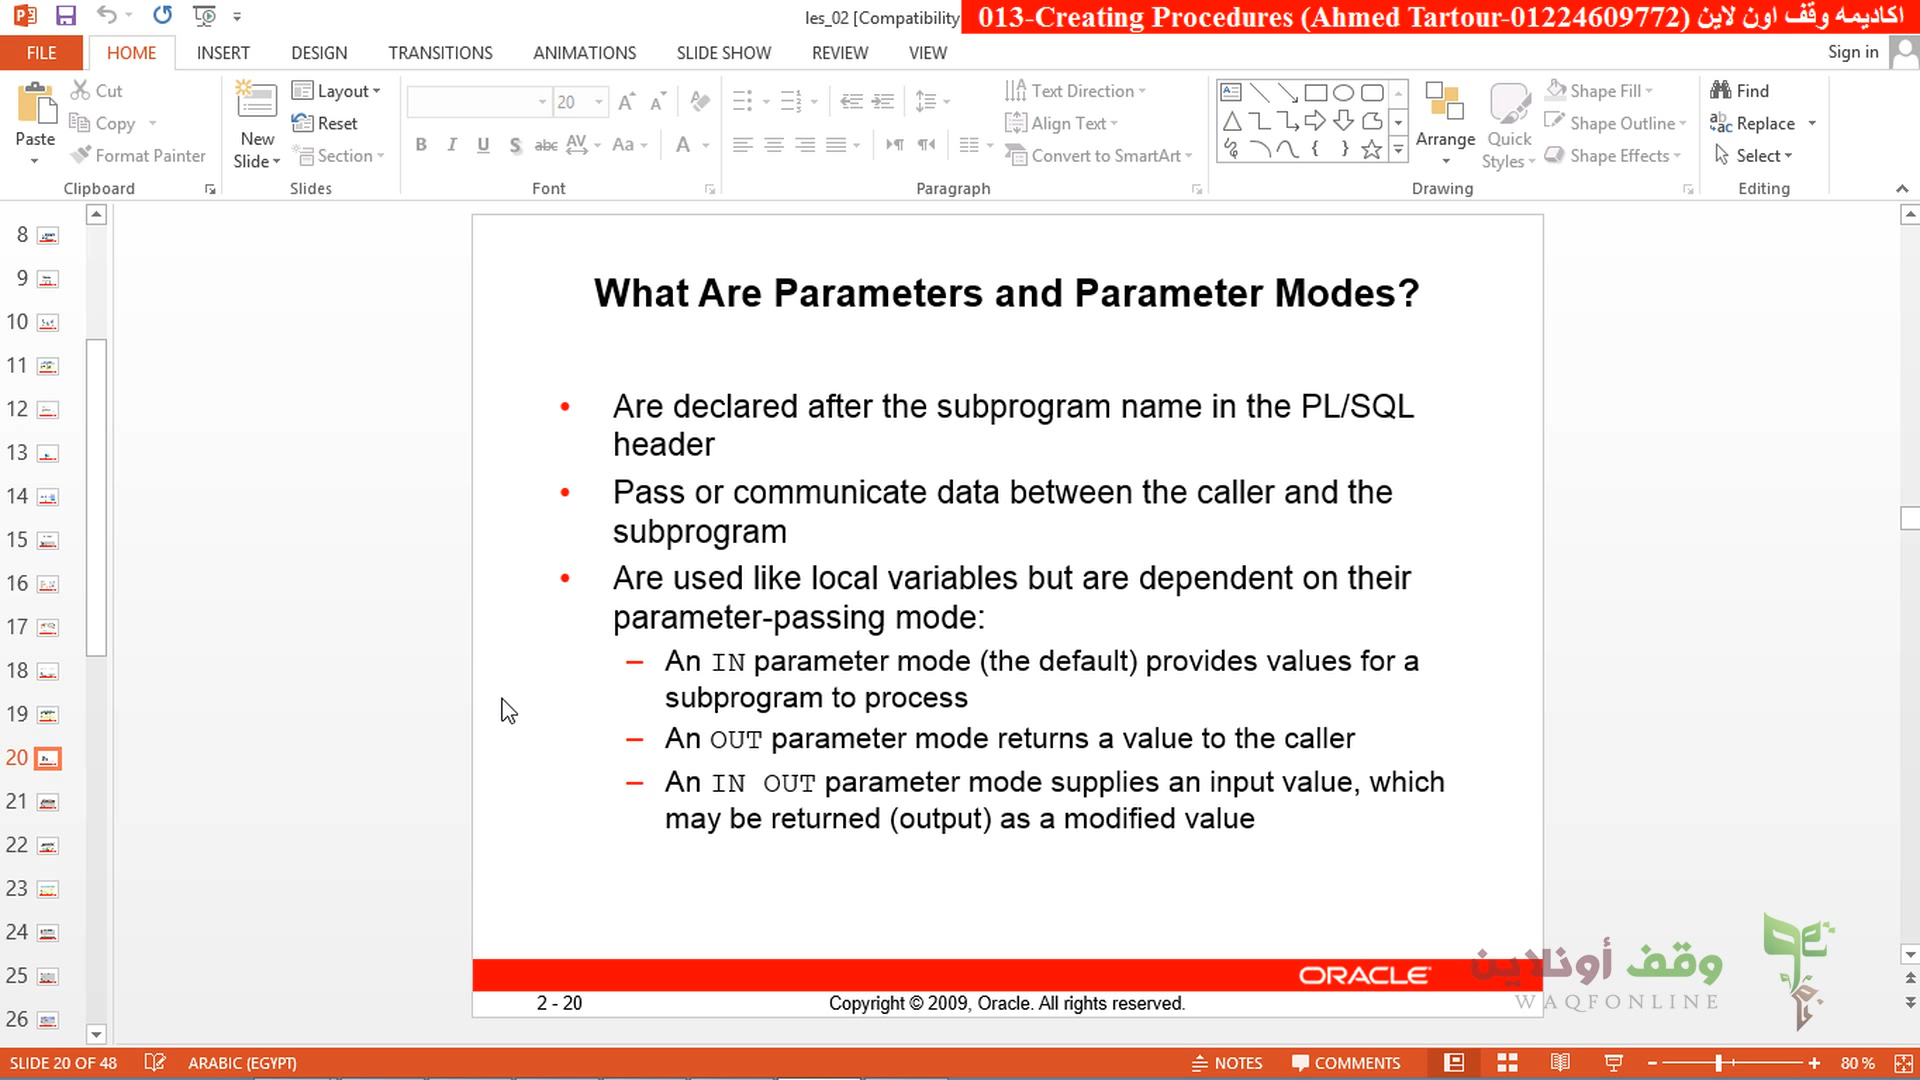 les_02 [Compatibility
013-Creating Procedures (Ahmed Tartour-01224609772) اكاديمه وقف اون لاين
FILE HOME INSERT DESIGN TRANSITIONS ANIMATIONS SLIDE SHOW REVIEW VIEW Sign in
Paste
Cut
Copy
Format Painter
Clipboard
New Slide
Layout
Reset
Section
Slides
20
B I U S abc AV Aa A
Font
Text Direction
Align Text
Convert to SmartArt
Paragraph
Arrange
Quick Styles
Shape Fill
Shape Outline
Shape Effects
Drawing
Find
Replace
Select
Editing
8
9
10
11
12
13
14
15
16
17
18
19
20
21
22
23
24
25
26
What Are Parameters and Parameter Modes?
• Are declared after the subprogram name in the PL/SQL
header
• Pass or communicate data between the caller and the
subprogram
• Are used like local variables but are dependent on their
parameter-passing mode:
– An IN parameter mode (the default) provides values for a
subprogram to process
– An OUT parameter mode returns a value to the caller
– An IN OUT parameter mode supplies an input value, which
may be returned (output) as a modified value
ORACLE
2 - 20
Copyright © 2009, Oracle. All rights reserved.
وقف أونلاين
WAQFONLINE
SLIDE 20 OF 48 ARABIC (EGYPT) NOTES COMMENTS 80 %